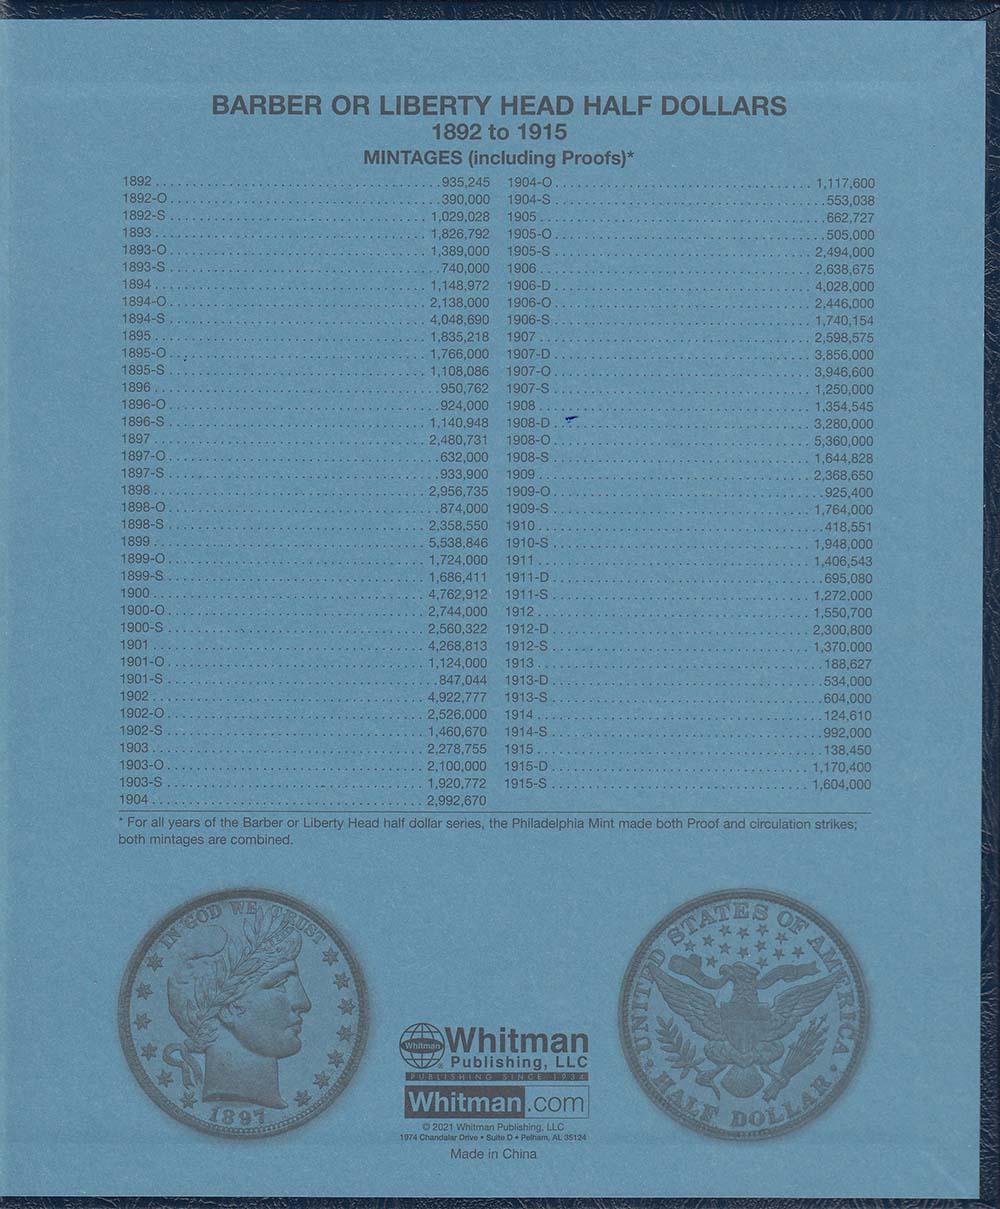 BARBER OR LIBERTY HEAD HALF DOLLARS
1892 to 1915
MINTAGES (including Proofs)*
1892 935,245
1892-O 390,000
1892-S 1,029,028
1893 1,826,792
1893-O 1,389,000
1893-S 740,000
1894 1,148,972
1894-O 2,138,000
1894-S 4,048,690
1895 1,835,218
1895-O 1,766,000
1895-S 1,108,086
1896 950,762
1896-O 924,000
1896-S 1,140,948
1897 2,480,731
1897-O 632,000
1897-S 933,900
1898 2,956,735
1898-O 874,000
1898-S 2,358,550
1899 5,538,846
1899-O 1,724,000
1899-S 1,686,411
1900 4,762,912
1900-O 2,744,000
1900-S 2,560,322
1901 4,268,813
1901-O 1,124,000
1901-S 847,044
1902 4,922,777
1902-O 2,526,000
1902-S 1,460,670
1903 2,278,755
1903-O 2,100,000
1903-S 1,920,772
1904 2,992,670
1904-O 1,117,600
1904-S 553,038
1905 662,727
1905-O 505,000
1905-S 2,494,000
1906 2,638,675
1906-D 4,028,000
1906-O 2,446,000
1906-S 1,740,154
1907 2,598,575
1907-D 3,856,000
1907-O 3,946,600
1907-S 1,250,000
1908 1,354,545
1908-D 3,280,000
1908-O 5,360,000
1908-S 1,644,828
1909 2,368,650
1909-O 925,400
1909-S 1,764,000
1910 418,551
1910-S 1,948,000
1911 1,406,543
1911-D 695,080
1911-S 1,272,000
1912 1,550,700
1912-D 2,300,800
1912-S 1,370,000
1913 188,627
1913-D 534,000
1913-S 604,000
1914 124,610
1914-S 992,000
1915 138,450
1915-D 1,170,400
1915-S 1,604,000
* For all years of the Barber or Liberty Head half dollar series, the Philadelphia Mint made both Proof and circulation strikes;
both mintages are combined.
IN GOD WE TRUST
1897
UNITED STATES OF AMERICA
HALF DOLLAR
Whitman
Whitman®
Publishing, LLC
PUBLISHING SINCE 1934
Whitman.com
© 2021 Whitman Publishing, LLC
1974 Chandalar Drive • Suite D • Pelham, AL 35124
Made in China